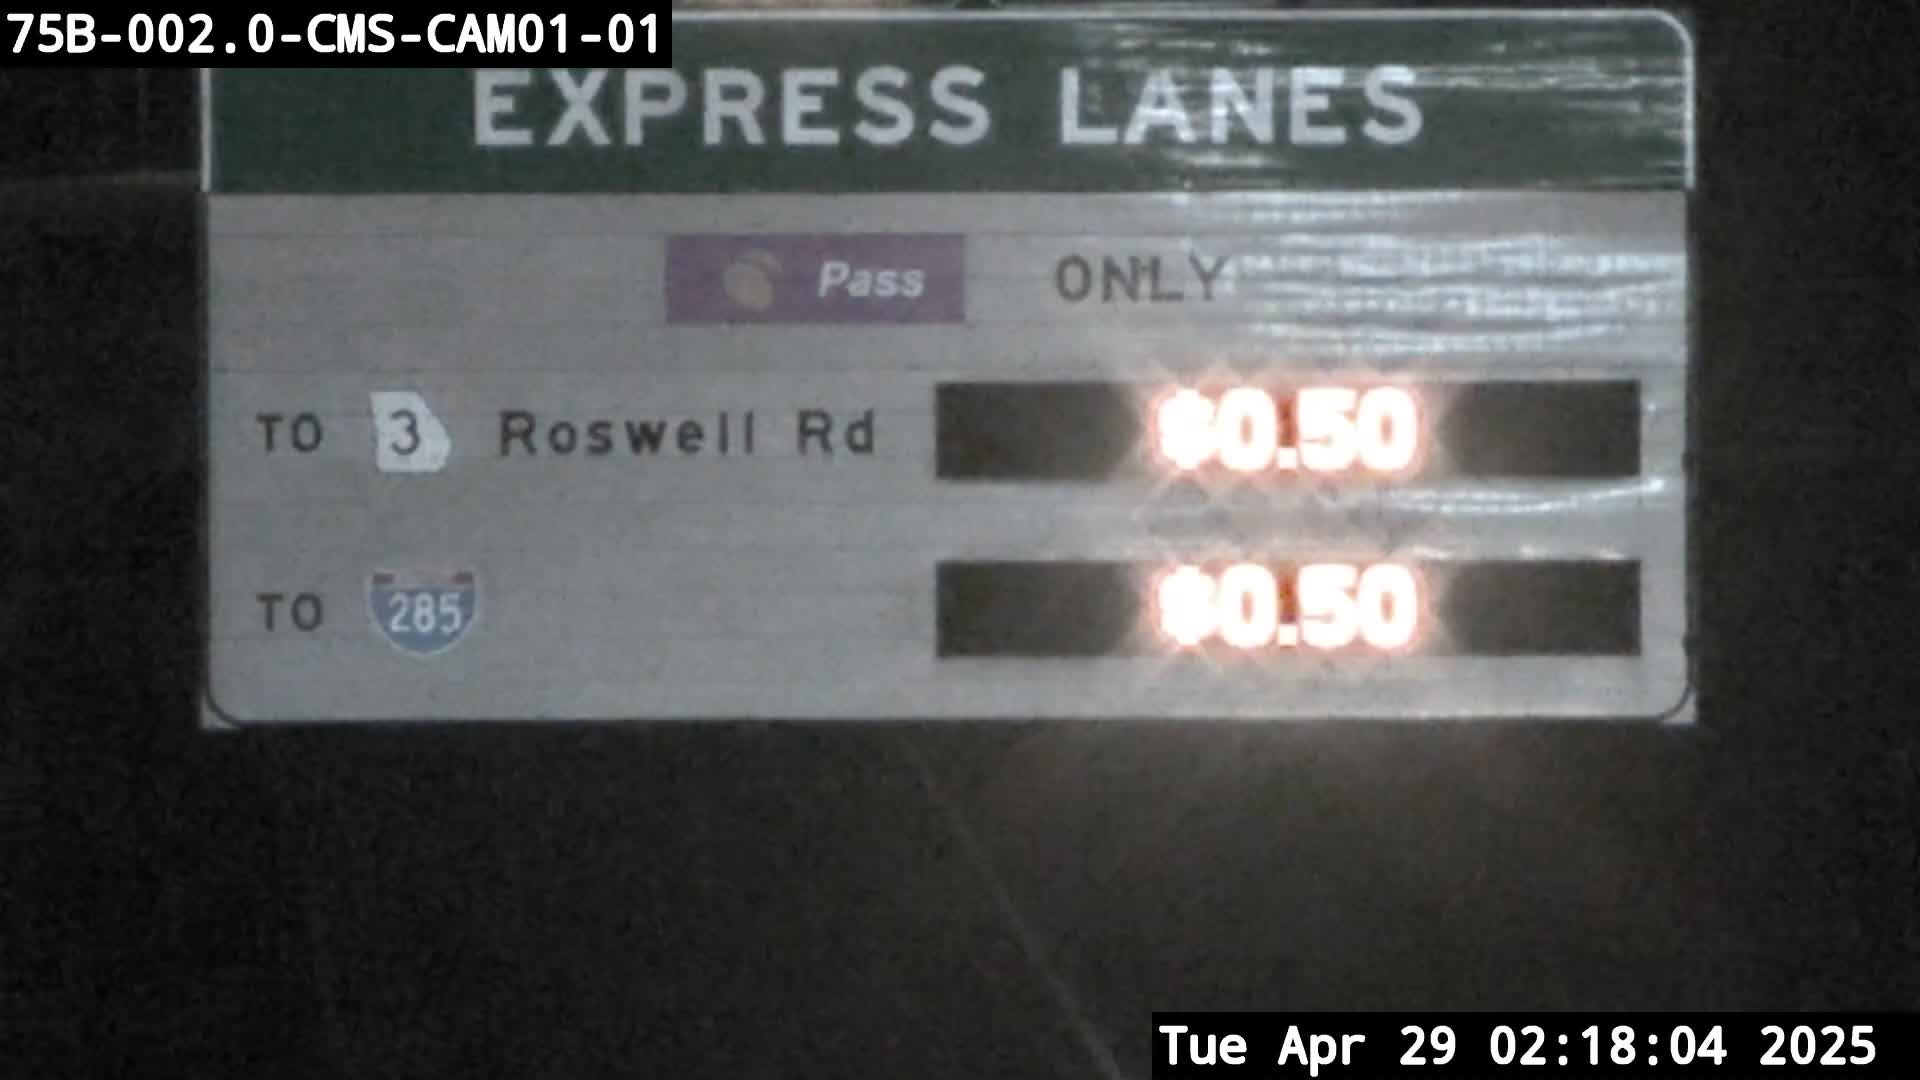 75B-002.0-CMS-CAM01-01
EXPRESS LANES
Pass ONLY
TO 3 Roswell Rd $0.50
TO 285 $0.50
Tue Apr 29 02:18:04 2025